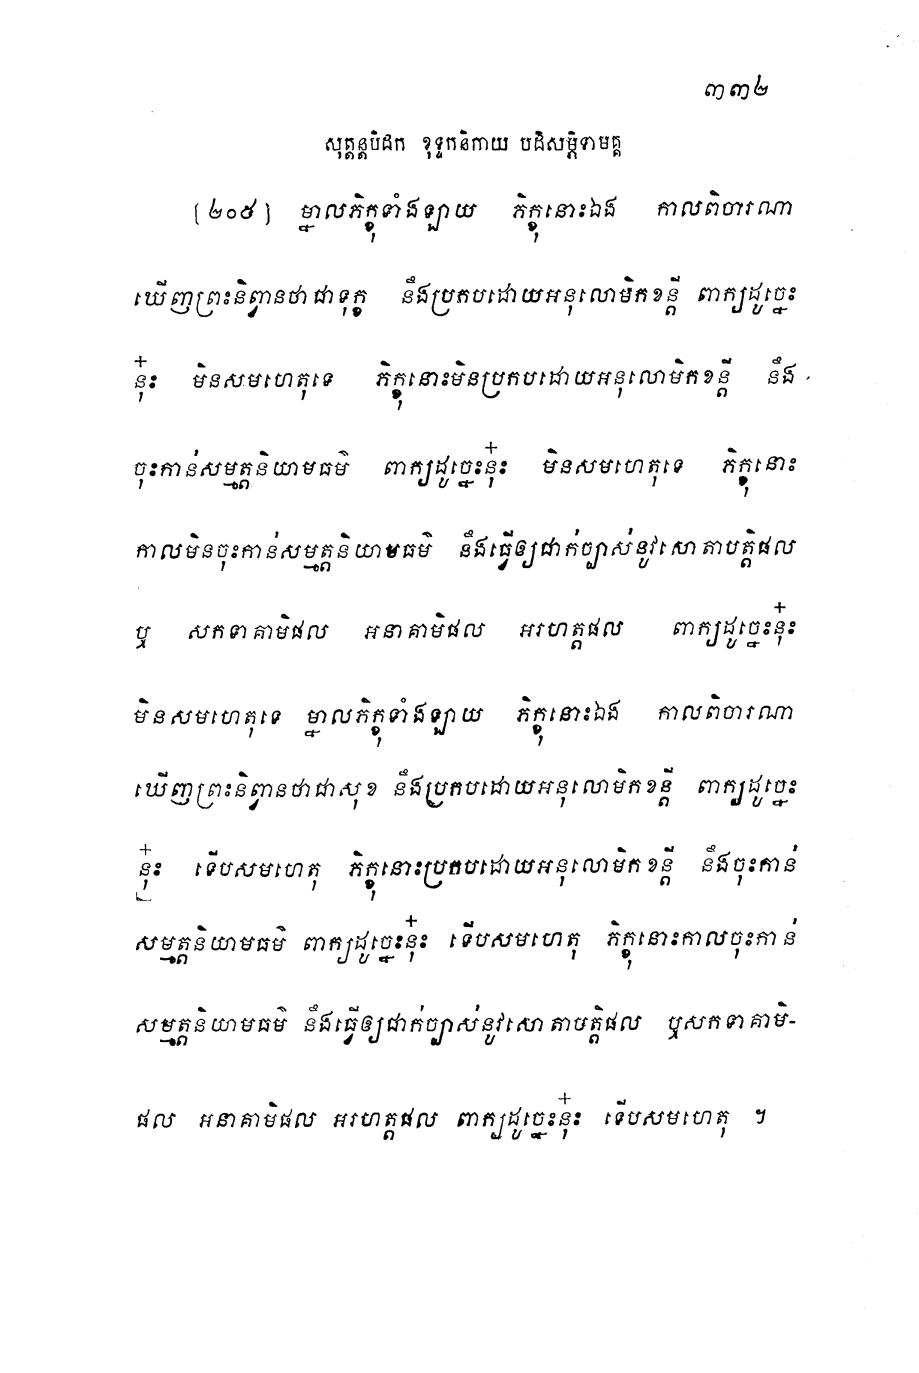 ៣៣២
សុត្តន្តបិដក ខុទ្ទកនិកាយ បដិសម្ភិទាមគ្គ
[២០៥] ម្នាលភិក្ខុទាំងឡាយ ភិក្ខុនោះឯង កាលពិចារណា
ឃើញព្រះនិព្វានថាជាទុក្ខ នឹងប្រកបដោយអនុលោមិកខន្តី ពាក្យដូច្នេះ
នុ៎ះ មិនសមហេតុទេ ភិក្ខុនោះមិនប្រកបដោយអនុលោមិកខន្តី នឹង
ចុះកាន់សម្មត្តនិយាមធម៌ ពាក្យដូច្នេះនុ៎ះ មិនសមហេតុទេ ភិក្ខុនោះ
កាលមិនចុះកាន់សម្មត្តនិយាមធម៌ នឹងធ្វើឲ្យជាក់ច្បាស់នូវសោតាបត្តិផល
ឬ សកទាគាមិផល អនាគាមិផល អរហត្តផល ពាក្យដូច្នេះនុ៎ះ
មិនសមហេតុទេ ម្នាលភិក្ខុទាំងឡាយ ភិក្ខុនោះឯង កាលពិចារណា
ឃើញព្រះនិព្វានថាជាសុខ នឹងប្រកបដោយអនុលោមិកខន្តី ពាក្យដូច្នេះ
នុ៎ះ ទើបសមហេតុ ភិក្ខុនោះប្រកបដោយអនុលោមិកខន្តី នឹងចុះកាន់
សម្មត្តនិយាមធម៌ ពាក្យដូច្នេះនុ៎ះ ទើបសមហេតុ ភិក្ខុនោះកាលចុះកាន់
សម្មត្តនិយាមធម៌ នឹងធ្វើឲ្យជាក់ច្បាស់នូវសោតាបត្តិផល ឬសកទាគាមិ-
ផល អនាគាមិផល អរហត្តផល ពាក្យដូច្នេះនុ៎ះ ទើបសមហេតុ ។